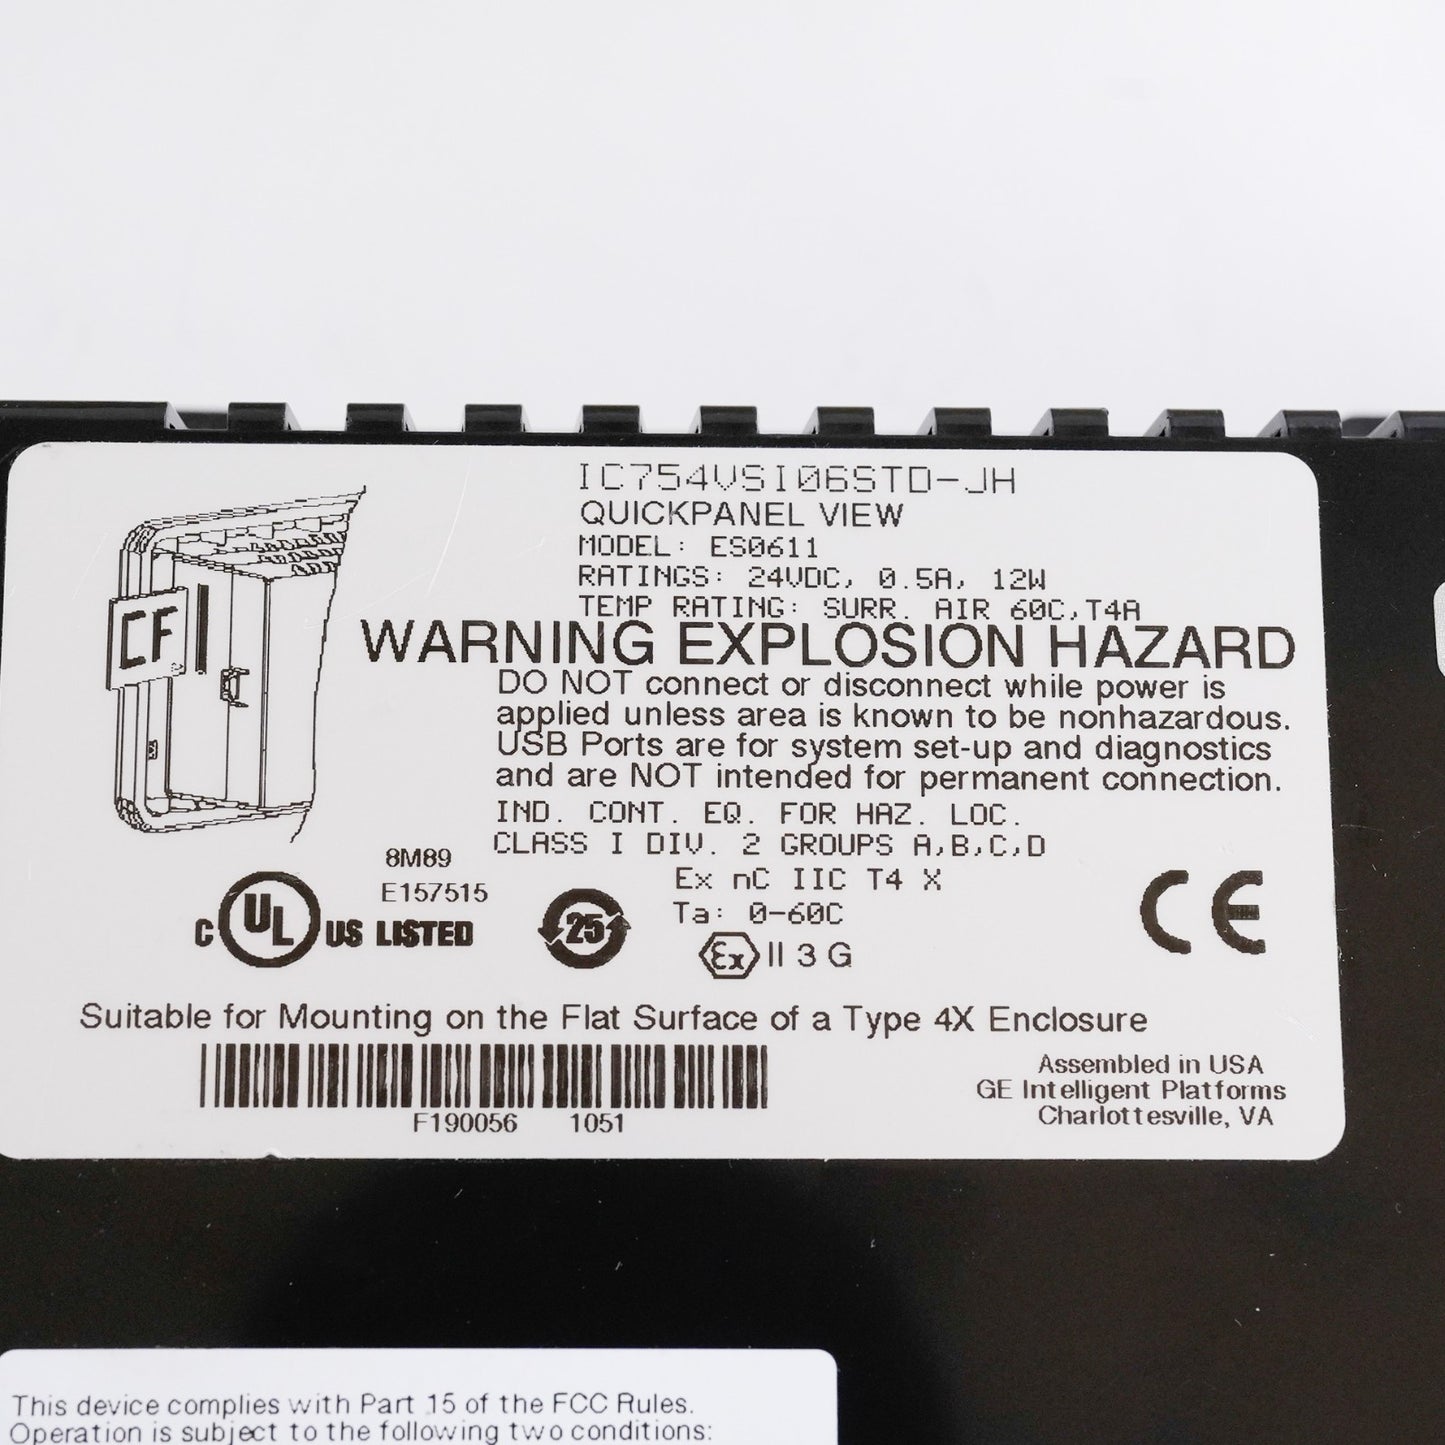 IC754VSI06STD-JH
QUICKPANEL VIEW
MODEL: ES0611
RATINGS: 24VDC, 0.5A, 12W
TEMP RATING: SURR. AIR 60C,T4A
WARNING EXPLOSION HAZARD
DO NOT connect or disconnect while power is
applied unless area is known to be nonhazardous.
USB Ports are for system set-up and diagnostics
and are NOT intended for permanent connection.
IND. CONT. EQ. FOR HAZ. LOC.
CLASS I DIV. 2 GROUPS A,B,C,D
CF
8M89
E157515
C UL US LISTED
25
Ex nC IIC T4 X
Ta: 0-60C
Ex II 3 G
CE
Suitable for Mounting on the Flat Surface of a Type 4X Enclosure
F190056 1051
Assembled in USA
GE Intelligent Platforms
Charlottesville, VA
This device complies with Part 15 of the FCC Rules.
Operation is subject to the following two conditions: